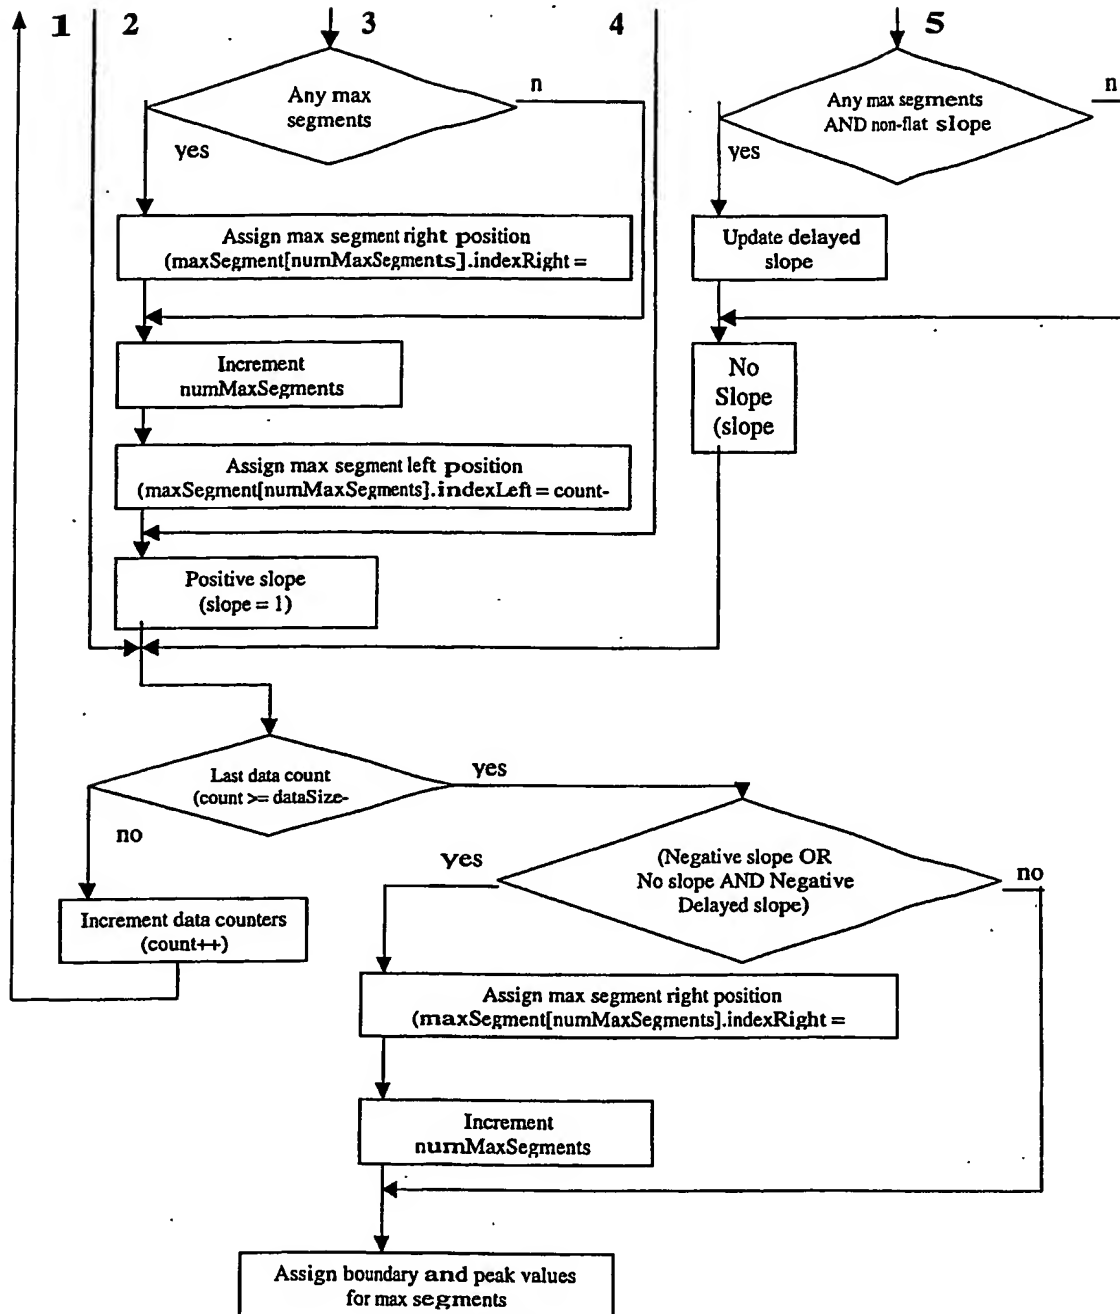 1
2
3
4
5
Any max
segments
n
yes
Any max segments
AND non-flat slope
n
yes
Assign max segment right position
(maxSegment[numMaxSegments].indexRight =
Update delayed
slope
Increment
numMaxSegments
No
Slope
(slope
Assign max segment left position
(maxSegment[numMaxSegments].indexLeft = count-
Positive slope
(slope = 1)
Last data count
(count >= dataSize-
yes
no
(Negative slope OR
No slope AND Negative
Delayed slope)
yes
no
Increment data counters
(count++)
Assign max segment right position
(maxSegment[numMaxSegments].indexRight =
Increment
numMaxSegments
Assign boundary and peak values
for max segments